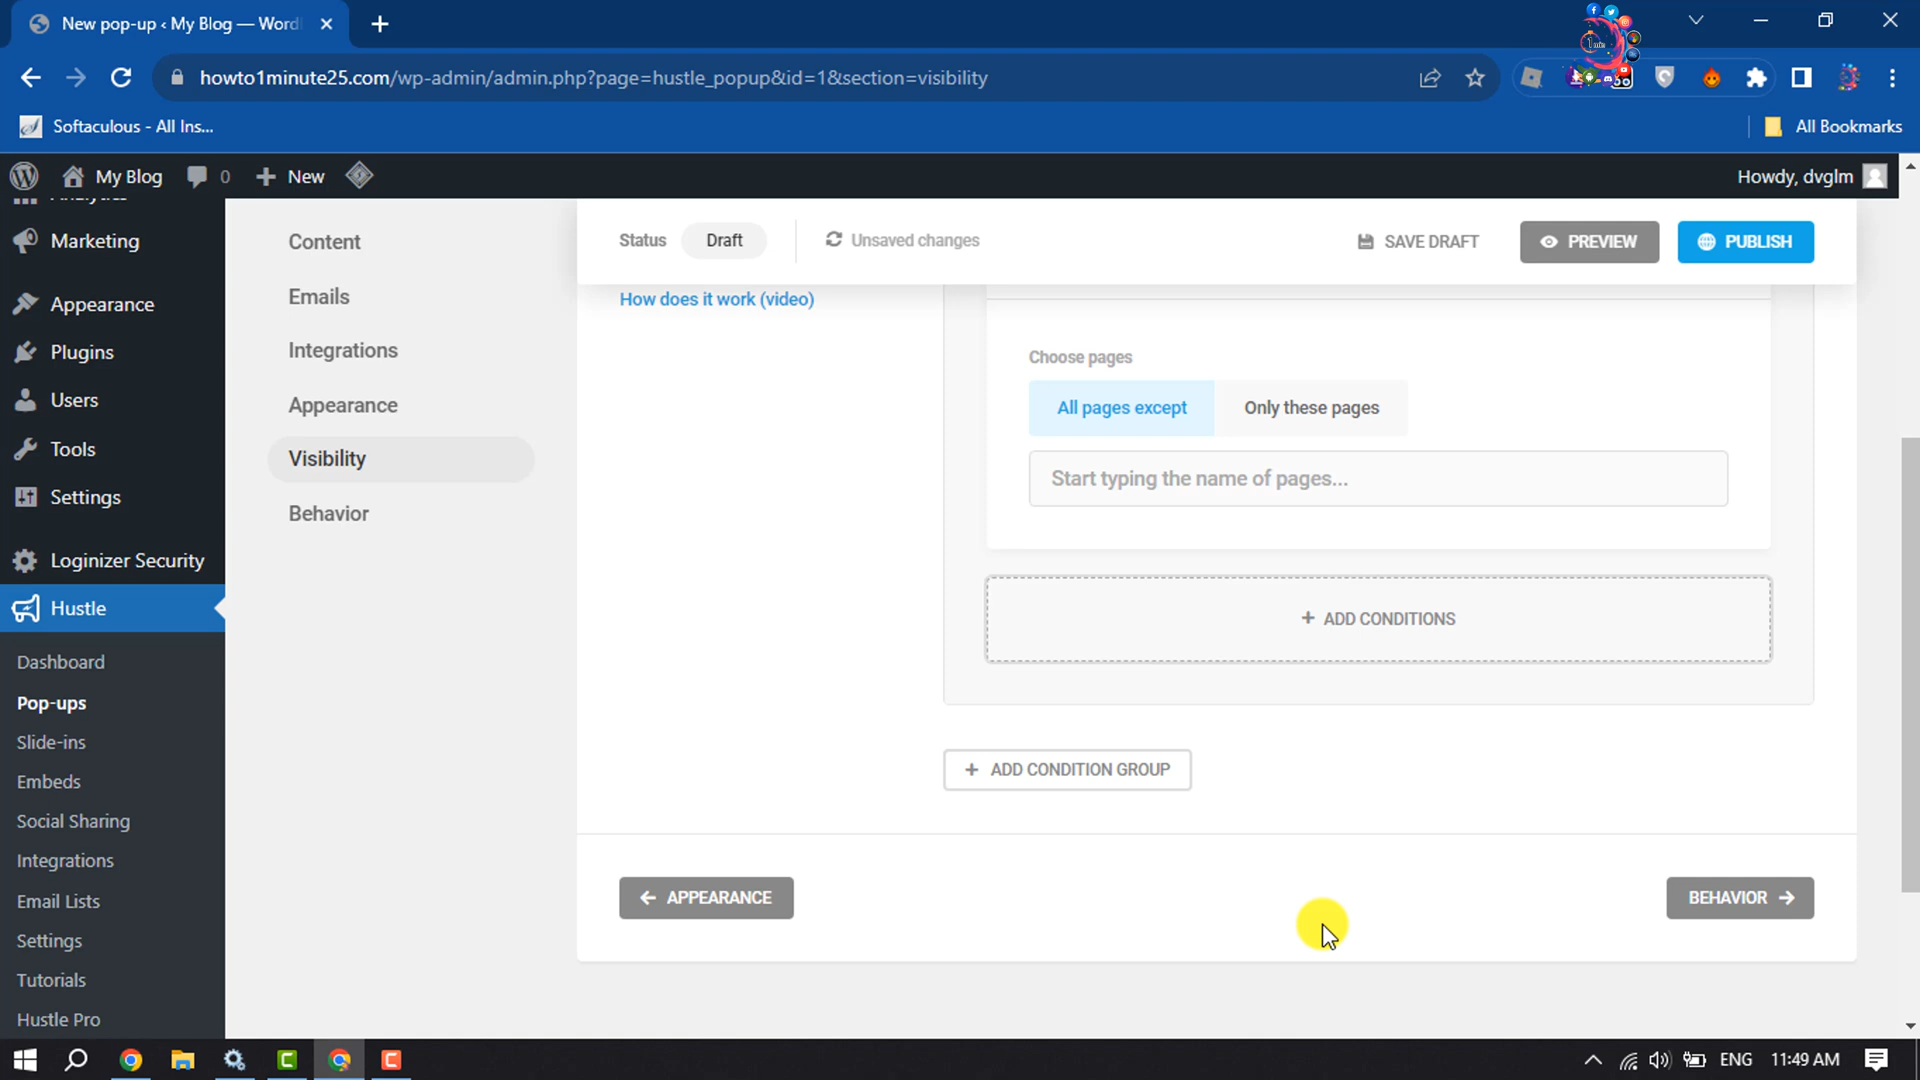 New pop-up ‹ My Blog — Word
howto1minute25.com/wp-admin/admin.php?page=hustle_popup&id=1&section=visibility
Softaculous - All Ins...
All Bookmarks
My Blog
0
New
Howdy, dvglm
Analytics
Marketing
Appearance
Plugins
Users
Tools
Settings
Loginizer Security
Hustle
Dashboard
Pop-ups
Slide-ins
Embeds
Social Sharing
Integrations
Email Lists
Settings
Tutorials
Hustle Pro
Content
Emails
Integrations
Appearance
Visibility
Behavior
Status
Draft
Unsaved changes
SAVE DRAFT
PREVIEW
PUBLISH
How does it work (video)
Choose pages
All pages except
Only these pages
Start typing the name of pages...
+ ADD CONDITIONS
+ ADD CONDITION GROUP
APPEARANCE
BEHAVIOR
ENG
11:49 AM